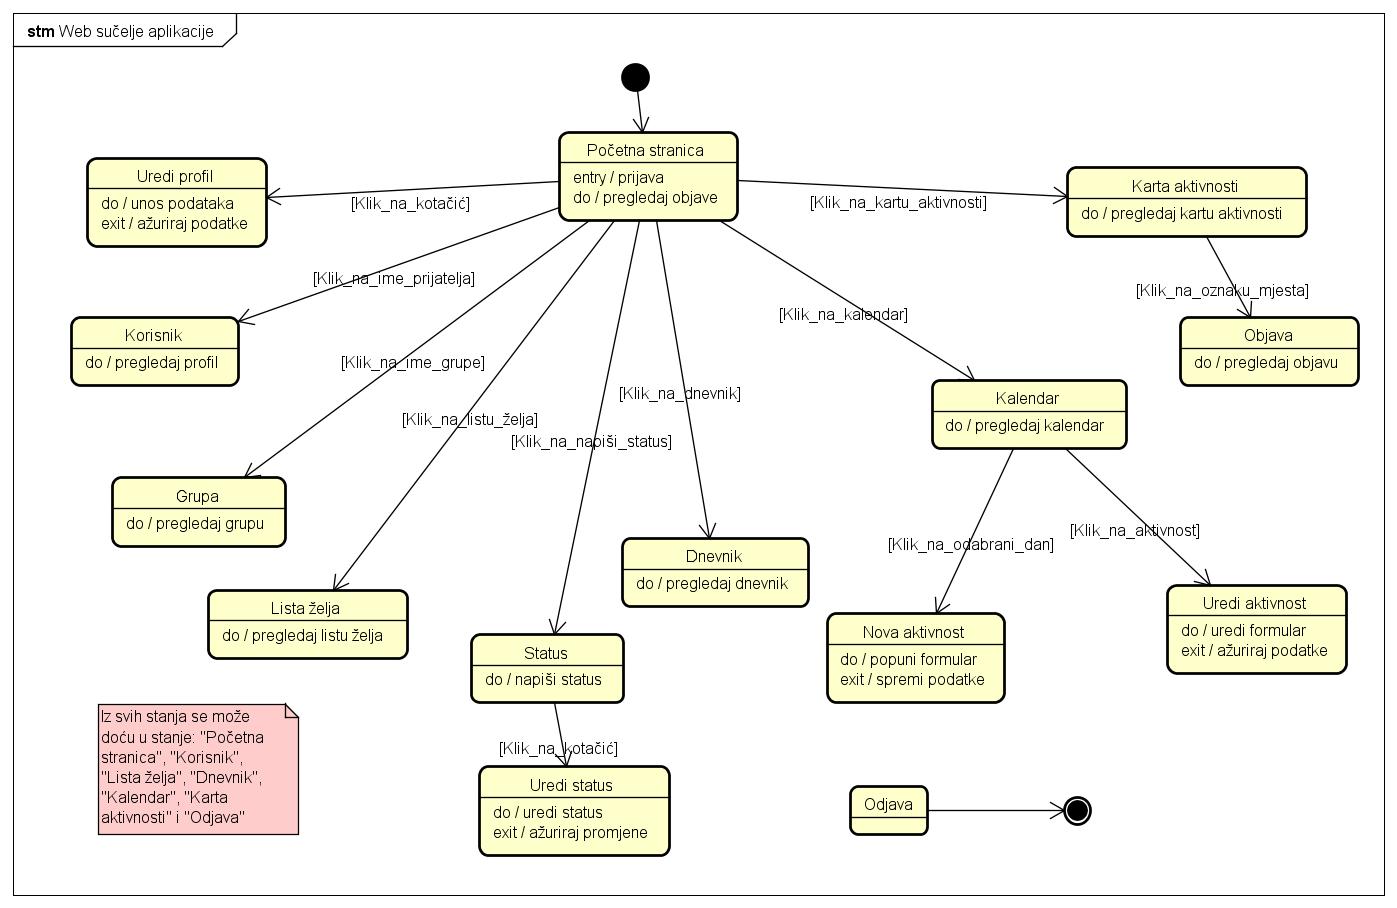 stm Web sučelje aplikacije
Početna stranica
entry / prijava
do / pregledaj objave
Uredi profil
do / unos podataka
exit / ažuriraj podatke
[Klik_na_kotačić]
[Klik_na_kartu_aktivnosti]
Karta aktivnosti
do / pregledaj kartu aktivnosti
[Klik_na_ime_prijatelja]
[Klik_na_oznaku_mjesta]
Korisnik
do / pregledaj profil
[Klik_na_kalendar]
Objava
do / pregledaj objavu
[Klik_na_ime_grupe]
[Klik_na_dnevnik]
Kalendar
do / pregledaj kalendar
[Klik_na_listu_želja]
[Klik_na_napiši_status]
Grupa
do / pregledaj grupu
[Klik_na_odabrani_dan]
[Klik_na_aktivnost]
Dnevnik
do / pregledaj dnevnik
Lista želja
do / pregledaj listu želja
Status
do / napiši status
Nova aktivnost
do / popuni formular
exit / spremi podatke
Uredi aktivnost
do / uredi formular
exit / ažuriraj podatke
Iz svih stanja se može
doću u stanje: "Početna
stranica", "Korisnik",
"Lista želja", "Dnevnik",
"Kalendar", "Karta
aktivnosti" i "Odjava"
[Klik_na_kotačić]
Uredi status
do / uredi status
exit / ažuriraj promjene
Odjava